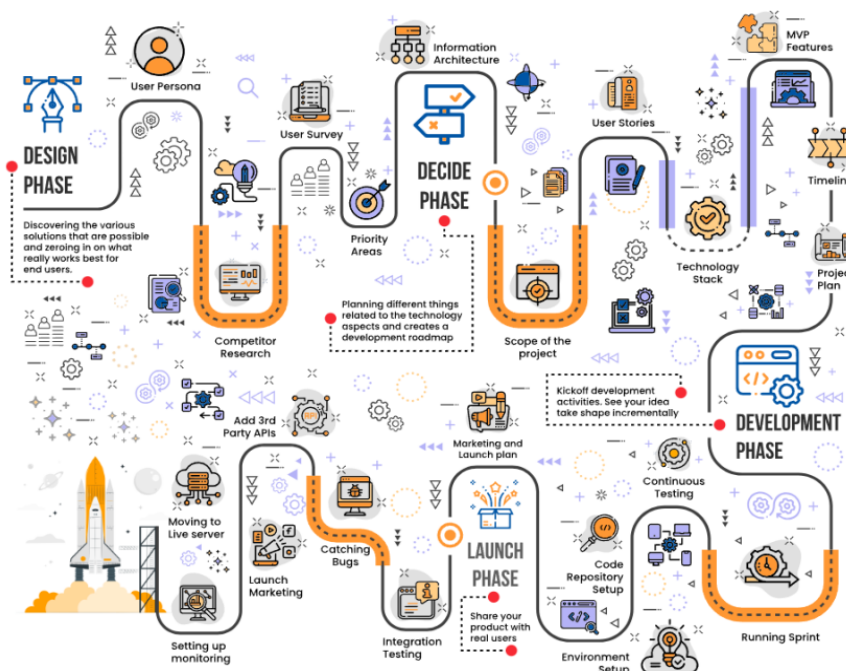 DESIGN
PHASE
Discovering the various
solutions that are possible
and zeroing in on what
really works best for
end users.
User Persona
Competitor
Research
User Survey
Priority
Areas
Information
Architecture
DECIDE
PHASE
Planning different things
related to the technology
aspects and creates a
development roadmap
Scope of the
project
User Stories
Technology
Stack
MVP
Features
Timeline
Project
Plan
DEVELOPMENT
PHASE
Kickoff development
activities. See your idea
take shape incrementally
Running Sprint
Continuous
Testing
Code
Repository
Setup
Environment
Setup
Marketing and
Launch plan
LAUNCH
PHASE
Share your
product with
real users
Integration
Testing
Catching
Bugs
Add 3rd
Party APIs
Launch
Marketing
Moving to
Live server
Setting up
monitoring